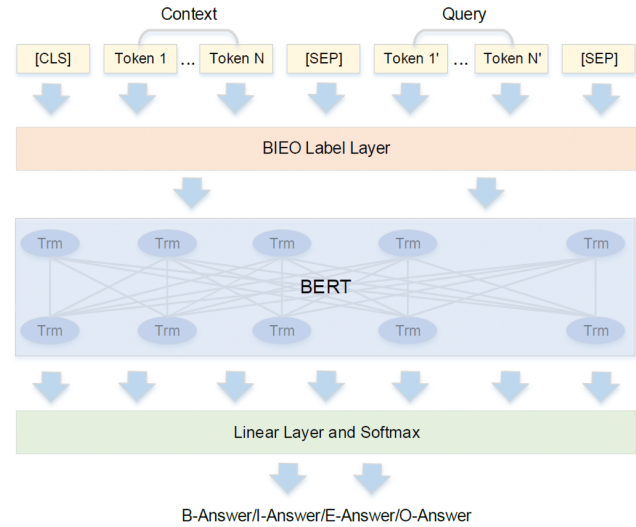 Context Query
[CLS] Token 1 ... Token N [SEP] Token 1' ... Token N' [SEP]
BIEO Label Layer
Trm Trm Trm Trm Trm
BERT
Trm Trm Trm Trm Trm
Linear Layer and Softmax
B-Answer/I-Answer/E-Answer/O-Answer